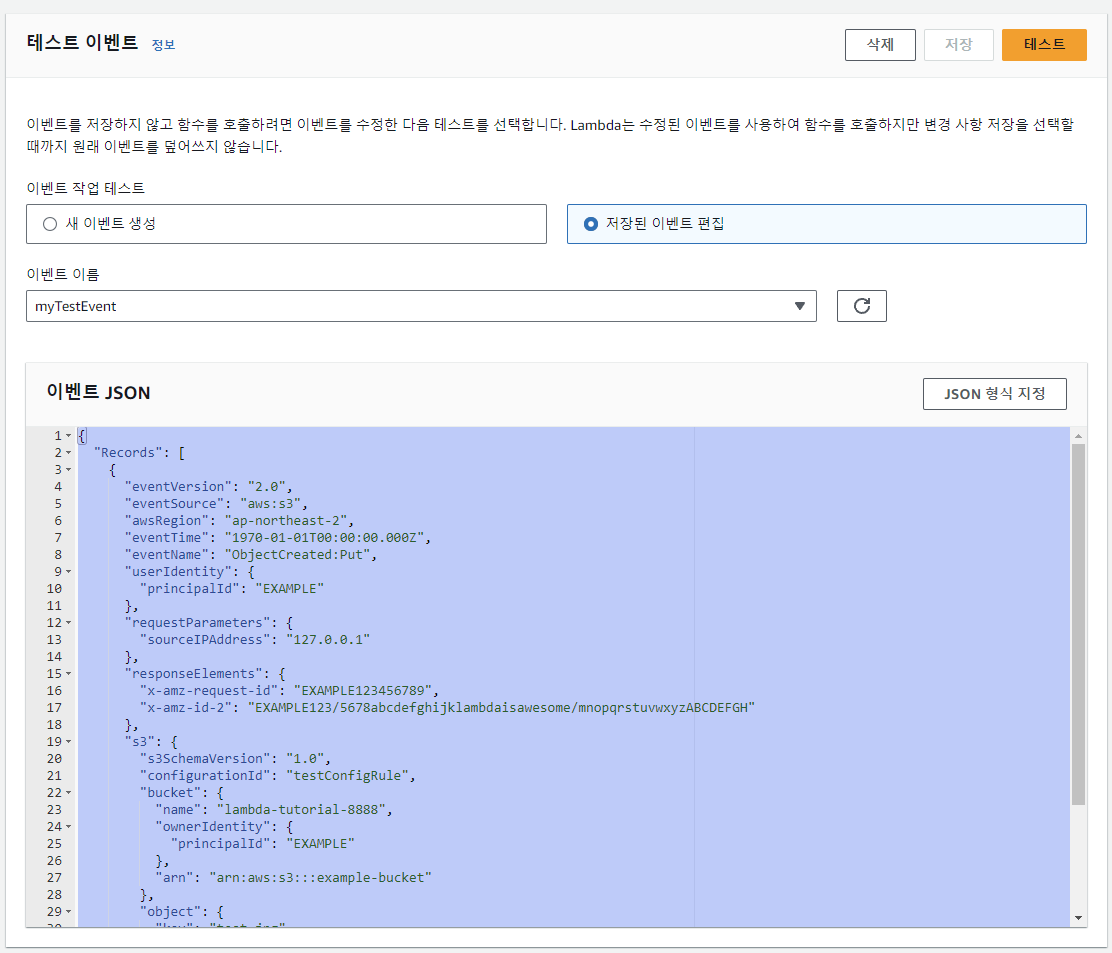 테스트 이벤트 정보 삭제 저장 테스트
이벤트를 저장하지 않고 함수를 호출하려면 이벤트를 수정한 다음 테스트를 선택합니다. Lambda는 수정된 이벤트를 사용하여 함수를 호출하지만 변경 사항 저장을 선택할
때까지 원래 이벤트를 덮어쓰지 않습니다.
이벤트 작업 테스트
새 이벤트 생성 저장된 이벤트 편집
이벤트 이름
myTestEvent
이벤트 JSON JSON 형식 지정
1 {
2 "Records": [
3 {
4 "eventVersion": "2.0",
5 "eventSource": "aws:s3",
6 "awsRegion": "ap-northeast-2",
7 "eventTime": "1970-01-01T00:00:00.000Z",
8 "eventName": "ObjectCreated:Put",
9 "userIdentity": {
10 "principalId": "EXAMPLE"
11 },
12 "requestParameters": {
13 "sourceIPAddress": "127.0.0.1"
14 },
15 "responseElements": {
16 "x-amz-request-id": "EXAMPLE123456789",
17 "x-amz-id-2": "EXAMPLE123/5678abcdefghijklambdaisawesome/mnopqrstuvwxyzABCDEFGH"
18 },
19 "s3": {
20 "s3SchemaVersion": "1.0",
21 "configurationId": "testConfigRule",
22 "bucket": {
23 "name": "lambda-tutorial-8888",
24 "ownerIdentity": {
25 "principalId": "EXAMPLE"
26 },
27 "arn": "arn:aws:s3:::example-bucket"
28 },
29 "object": {